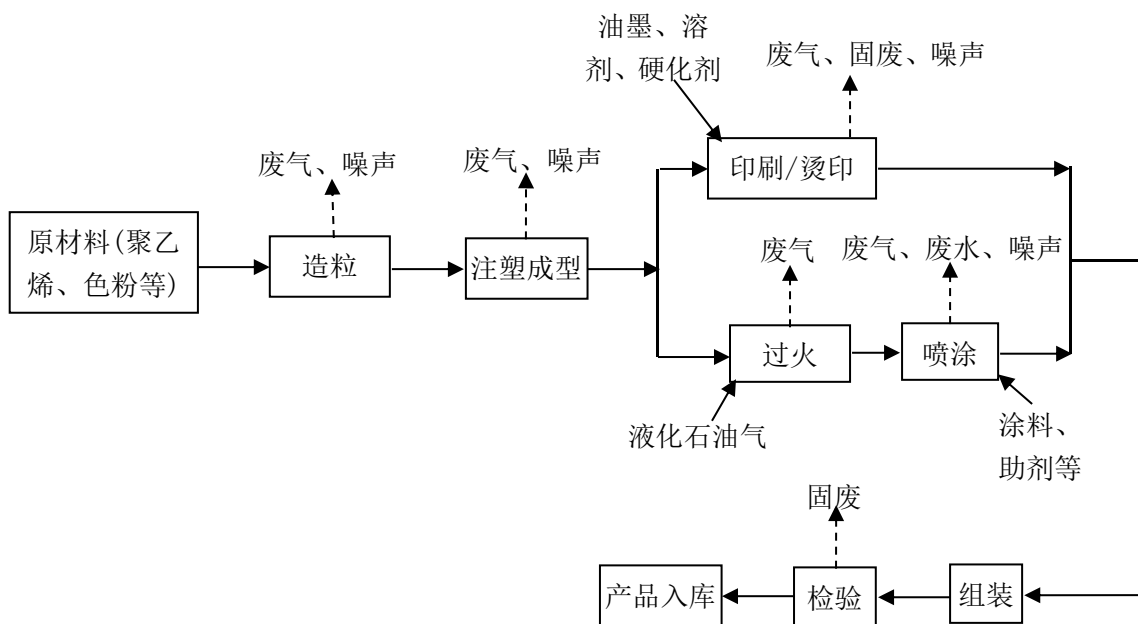 油墨、溶
剂、硬化剂
废气、固废、噪声
废气、噪声
废气、噪声
印刷/烫印
原材料(聚乙
烯、色粉等)
造粒
注塑成型
废气
废气、废水、噪声
过火
喷涂
液化石油气
涂料、
助剂等
固废
产品入库
检验
组装